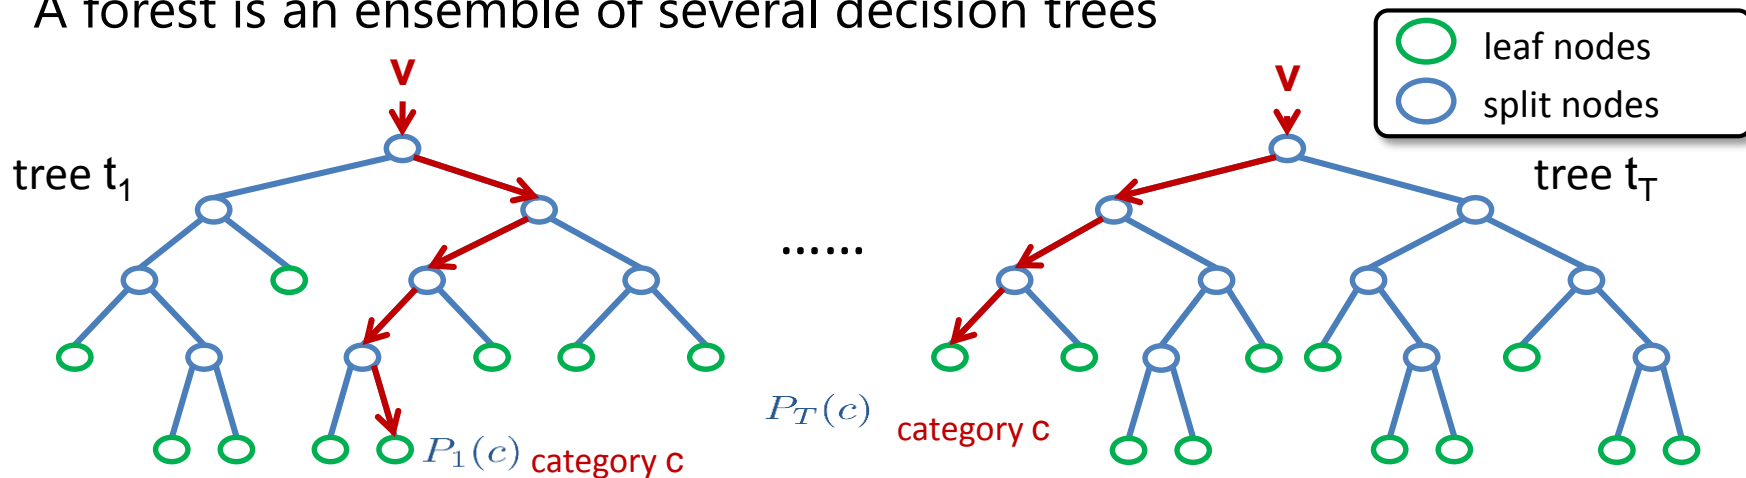 A forest is an ensemble of several decision trees
leaf nodes
split nodes
v
v
tree t₁
tree t_T
......
P_T(c)
category c
P₁(c) category c